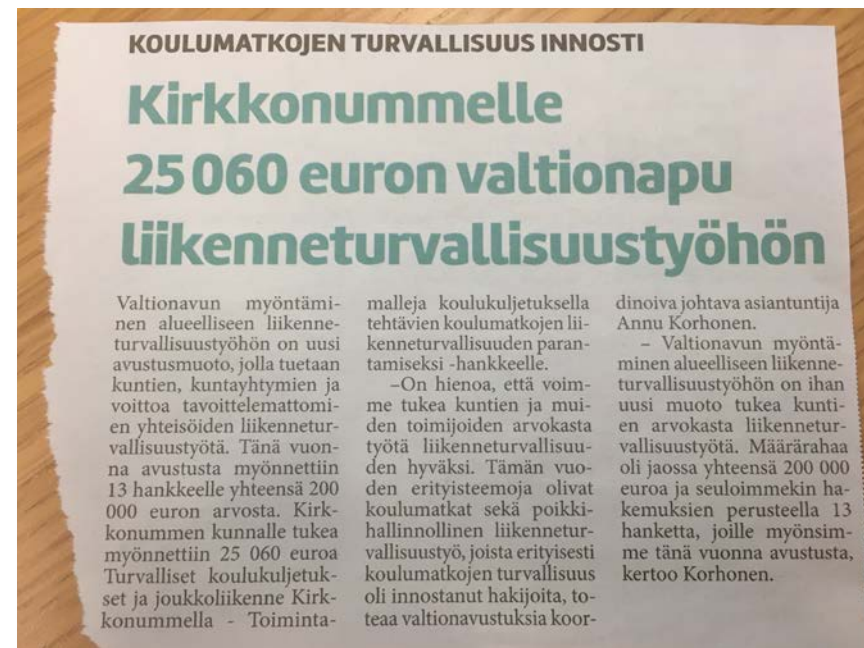 KOULUMATKOJEN TURVALLISUUS INNOSTI
Kirkkonummelle
25 060 euron valtionapu
liikenneturvallisuustyöhön
Valtionavun myöntämi-
nen alueelliseen liikenne-
turvallisuustyöhön on uusi
avustusmuoto, jolla tuetaan
kuntien, kuntayhtymien ja
voittoa tavoittelemattomi-
en yhteisöiden liikennetur-
vallisuustyötä. Tänä vuon-
na avustusta myönnettiin
13 hankkeelle yhteensä 200
000 euron arvosta. Kirk-
konummen kunnalle tukea
myönnettiin 25 060 euroa
Turvalliset koulukuljetuk-
set ja joukkoliikenne Kirk-
konummella - Toiminta-
malleja koulukuljetuksella
tehtävien koulumatkojen lii-
kenneturvallisuuden paran-
tamiseksi -hankkeelle.
–On hienoa, että voim-
me tukea kuntien ja mui-
den toimijoiden arvokasta
työtä liikenneturvallisuu-
den hyväksi. Tämän vuo-
den erityisteemoja olivat
koulumatkat sekä poikki-
hallinnollinen liikennetur-
vallisuustyö, joista erityisesti
koulumatkojen turvallisuus
oli innostanut hakijoita, to-
teaa valtionavustuksia koor-
dinoiva johtava asiantuntija
Annu Korhonen.
– Valtionavun myöntä-
minen alueelliseen liikenne-
turvallisuustyöhön on ihan
uusi muoto tukea kunti-
en arvokasta liikennetur-
vallisuustyötä. Määrärahaa
oli jaossa yhteensä 200 000
euroa ja seuloimmekin ha-
kemuksien perusteella 13
hanketta, joille myönsim-
me tänä vuonna avustusta,
kertoo Korhonen.